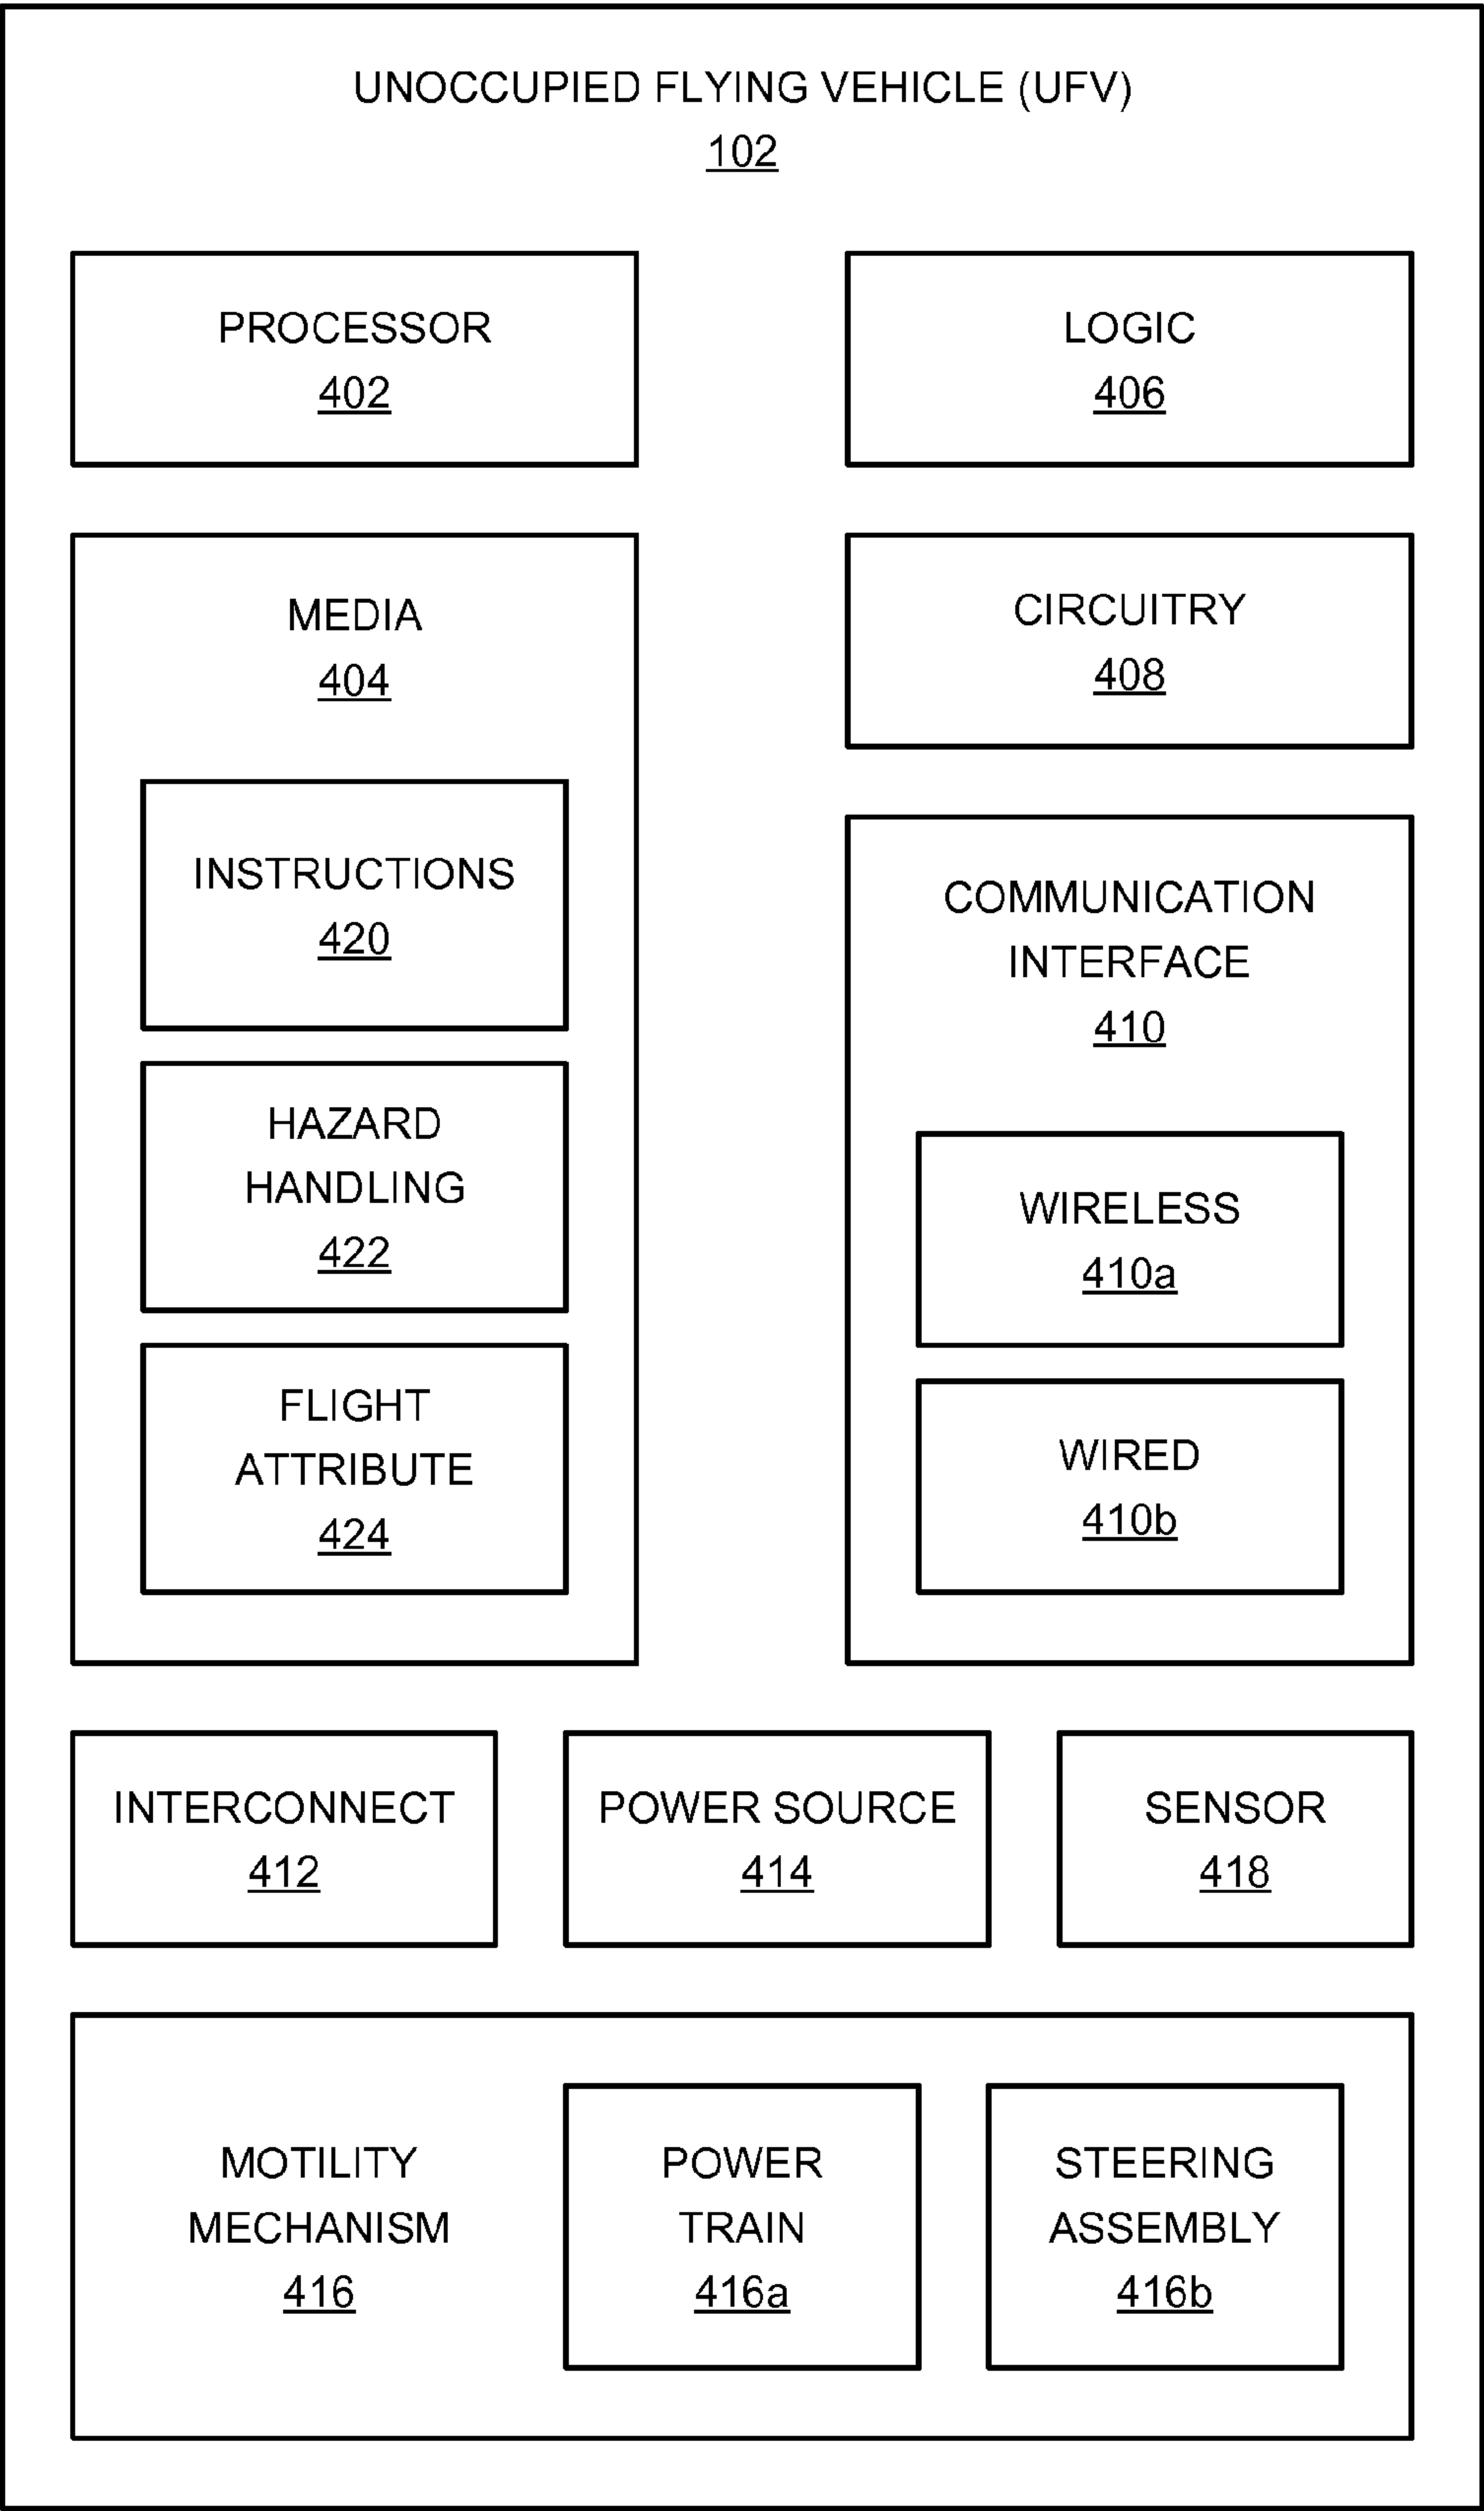 UNOCCUPIED FLYING VEHICLE (UFV)
102
PROCESSOR
402
LOGIC
406
MEDIA
404
INSTRUCTIONS
420
HAZARD
HANDLING
422
FLIGHT
ATTRIBUTE
424
CIRCUITRY
408
COMMUNICATION
INTERFACE
410
WIRELESS
410a
WIRED
410b
INTERCONNECT
412
POWER SOURCE
414
SENSOR
418
MOTILITY
MECHANISM
416
POWER
TRAIN
416a
STEERING
ASSEMBLY
416b